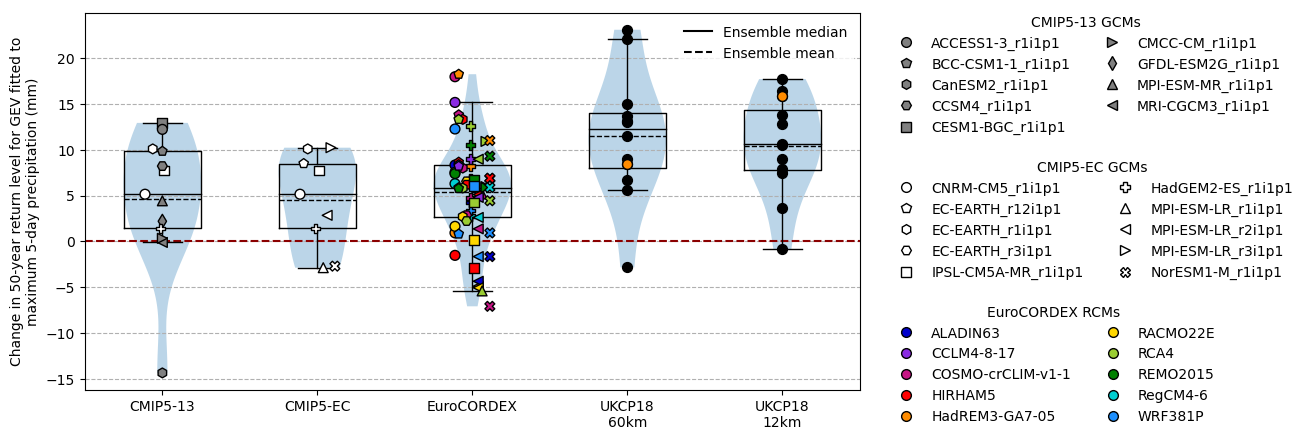 Change in 50-year return level for GEV fitted to
maximum 5-day precipitation (mm)
20
15
10
5
0
−5
−10
−15
Ensemble median
Ensemble mean
CMIP5-13
CMIP5-EC
EuroCORDEX
UKCP18
60km
UKCP18
12km
CMIP5-13 GCMs
ACCESS1-3_r1i1p1
BCC-CSM1-1_r1i1p1
CanESM2_r1i1p1
CCSM4_r1i1p1
CESM1-BGC_r1i1p1
CMCC-CM_r1i1p1
GFDL-ESM2G_r1i1p1
MPI-ESM-MR_r1i1p1
MRI-CGCM3_r1i1p1
CMIP5-EC GCMs
CNRM-CM5_r1i1p1
EC-EARTH_r12i1p1
EC-EARTH_r1i1p1
EC-EARTH_r3i1p1
IPSL-CM5A-MR_r1i1p1
HadGEM2-ES_r1i1p1
MPI-ESM-LR_r1i1p1
MPI-ESM-LR_r2i1p1
MPI-ESM-LR_r3i1p1
NorESM1-M_r1i1p1
EuroCORDEX RCMs
ALADIN63
CCLM4-8-17
COSMO-crCLIM-v1-1
HIRHAM5
HadREM3-GA7-05
RACMO22E
RCA4
REMO2015
RegCM4-6
WRF381P